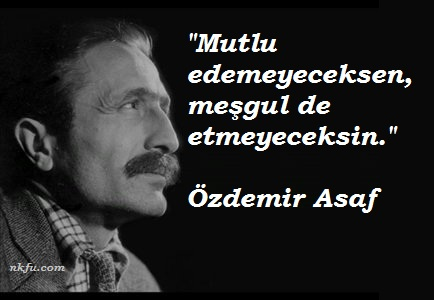 "Mutlu
edemeyeceksen,
meşgul de
etmeyeceksin."
Özdemir Asaf
nkfu.com